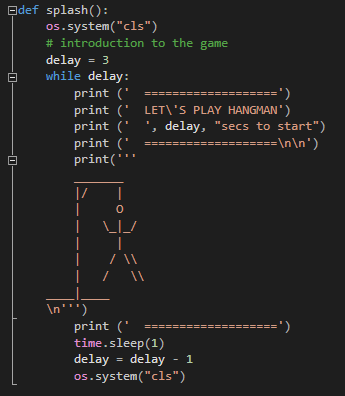 def splash():
    os.system("cls")
    # introduction to the game
    delay = 3
    while delay:
        print ('  ===================')
        print ('  LET\'S PLAY HANGMAN')
        print ('  ', delay, "secs to start")
        print ('  ===================\n\n')
        print('''
        _______
        |/    |
        |     O
        |   \_|_/
        |     |
        |    / \\
        |   /   \\
    ____|____
    \n''')
        print ('  ===================')
        time.sleep(1)
        delay = delay - 1
        os.system("cls")